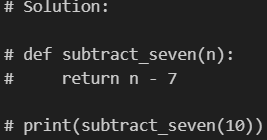 # Solution:
# def subtract_seven(n):
#     return n - 7
# print(subtract_seven(10))